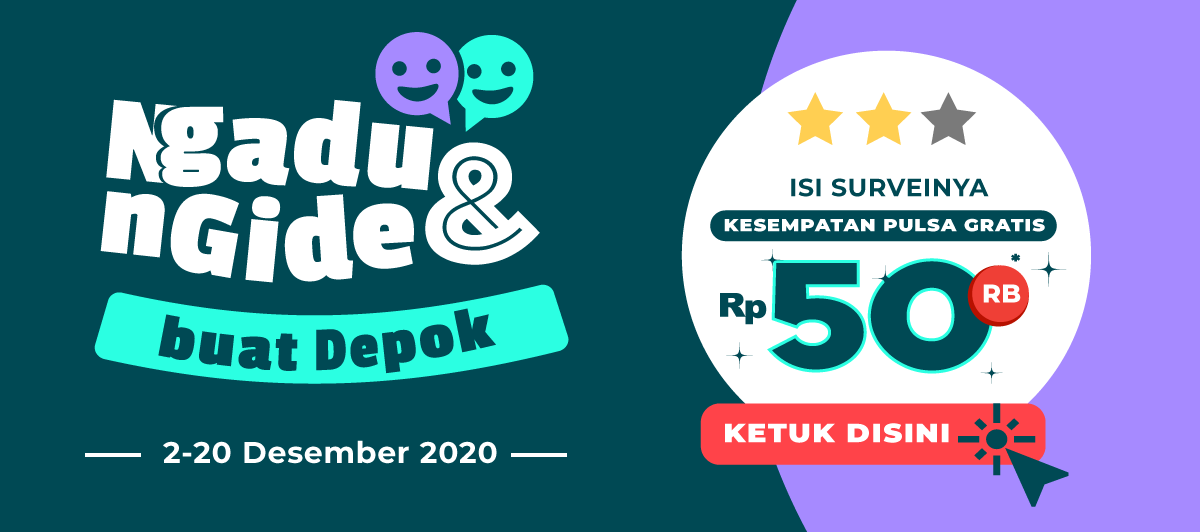 Ngadu
nGide &
buat Depok
2-20 Desember 2020
ISI SURVEINYA
KESEMPATAN PULSA GRATIS
Rp 50 RB*
KETUK DISINI